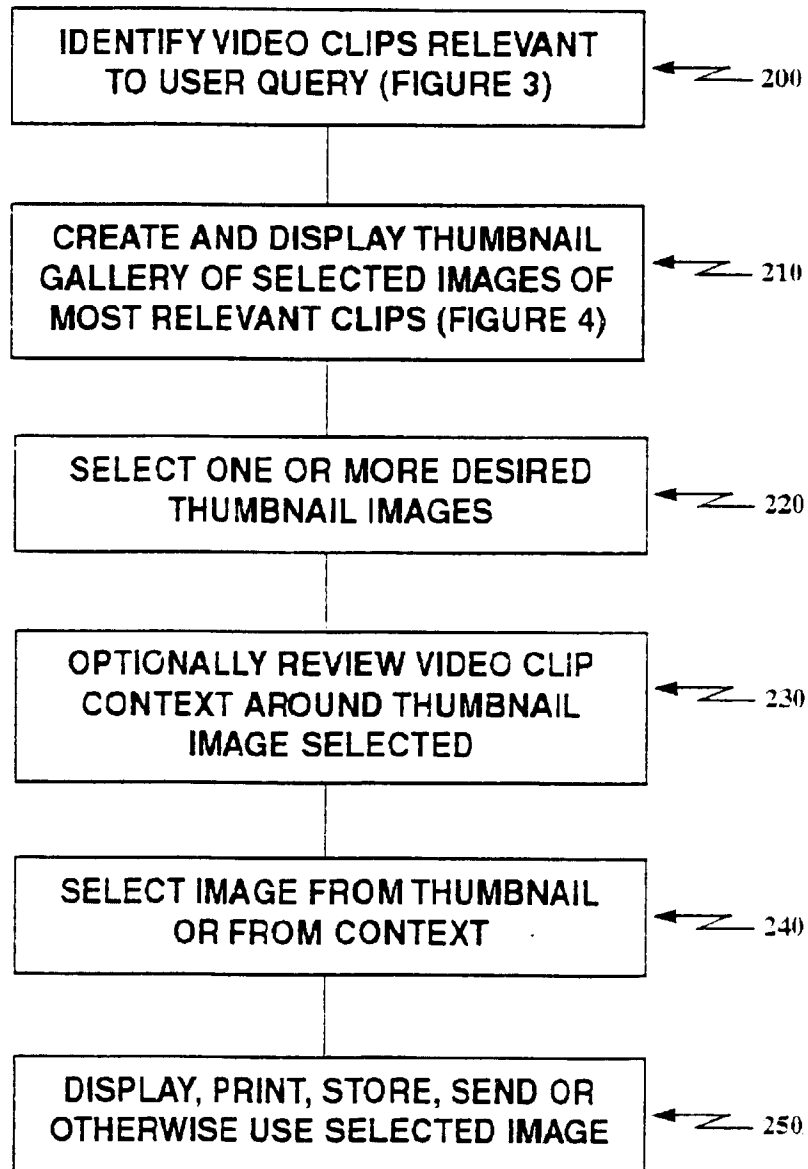 IDENTIFY VIDEO CLIPS RELEVANT
TO USER QUERY (FIGURE 3)
200
CREATE AND DISPLAY THUMBNAIL
GALLERY OF SELECTED IMAGES OF
MOST RELEVANT CLIPS (FIGURE 4)
210
SELECT ONE OR MORE DESIRED
THUMBNAIL IMAGES
220
OPTIONALLY REVIEW VIDEO CLIP
CONTEXT AROUND THUMBNAIL
IMAGE SELECTED
230
SELECT IMAGE FROM THUMBNAIL
OR FROM CONTEXT
240
DISPLAY, PRINT, STORE, SEND OR
OTHERWISE USE SELECTED IMAGE
250